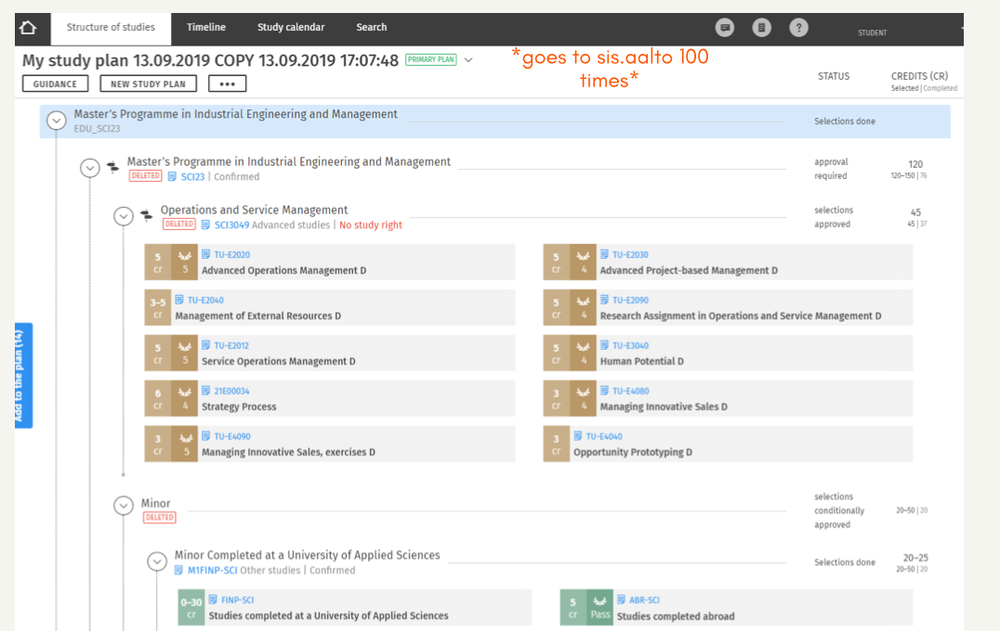 Structure of studies
Timeline
Study calendar
Search
?
STUDENT
My study plan 13.09.2019 COPY 13.09.2019 17:07:48 PRIMARY PLAN
*goes to sis.aalto 100
times*
GUIDANCE
NEW STUDY PLAN
•••
STATUS
CREDITS (CR)
Selected | Completed
Master's Programme in Industrial Engineering and Management
EDU_SCI23
Selections done
Master's Programme in Industrial Engineering and Management
DELETED SCI23 | Confirmed
approval
required
120
120–150 | 76
Operations and Service Management
DELETED SCI3049 Advanced studies | No study right
selections
approved
45
45 | 37
5 cr 5 TU-E2020
Advanced Operations Management D
5 cr 4 TU-E2030
Advanced Project-based Management D
3–5 cr TU-E2040
Management of External Resources D
5 cr 4 TU-E2090
Research Assignment in Operations and Service Management D
5 cr 5 TU-E2012
Service Operations Management D
5 cr 4 TU-E3040
Human Potential D
6 cr 4 21E00034
Strategy Process
3 cr 4 TU-E4080
Managing Innovative Sales D
3 cr 5 TU-E4090
Managing Innovative Sales, exercises D
3 cr TU-E4040
Opportunity Prototyping D
Add to the plan (14)
Minor
DELETED
selections
conditionally
approved
20–50 | 20
Minor Completed at a University of Applied Sciences
M1FINP-SCI Other studies | Confirmed
Selections done
20–25
20–50 | 20
0–30 cr FINP-SCI
Studies completed at a University of Applied Sciences
5 cr Pass ABR-SCI
Studies completed abroad